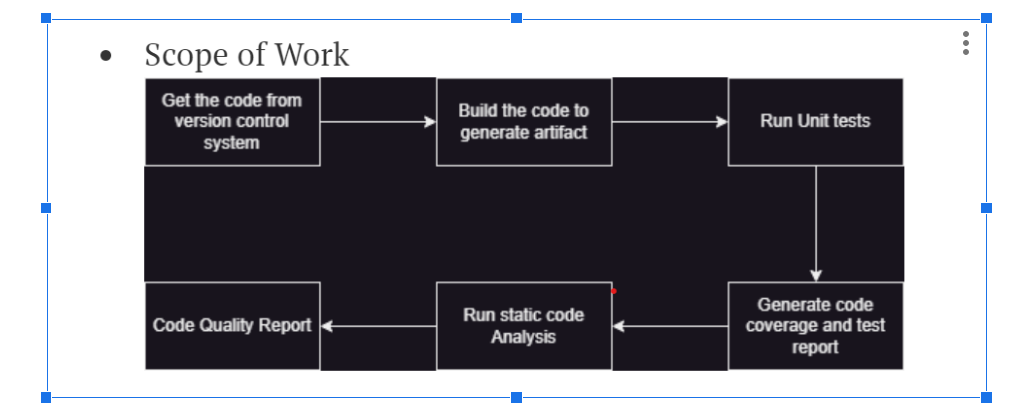 • Scope of Work
Get the code from
version control
system
Build the code to
generate artifact
Run Unit tests
Generate code
coverage and test
report
Run static code
Analysis
Code Quality Report